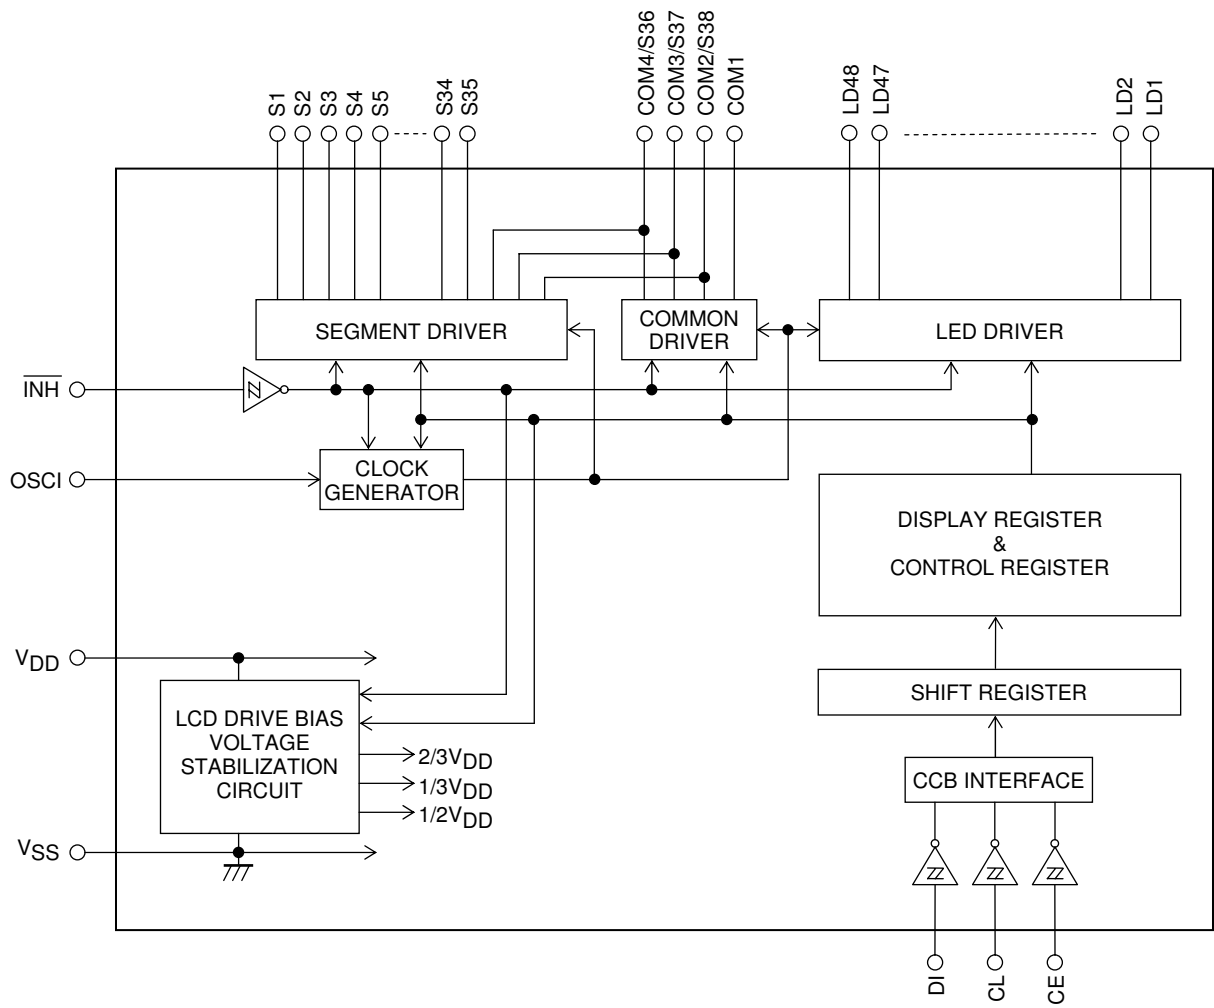 S1
S2
S3
S4
S5
S34
S35
COM4/S36
COM3/S37
COM2/S38
COM1
LD48
LD47
LD2
LD1
SEGMENT DRIVER
COMMON
DRIVER
LED DRIVER
INH
OSCI
CLOCK
GENERATOR
DISPLAY REGISTER
&
CONTROL REGISTER
VDD
SHIFT REGISTER
LCD DRIVE BIAS
VOLTAGE
STABILIZATION
CIRCUIT
2/3VDD
1/3VDD
1/2VDD
CCB INTERFACE
VSS
DI
CL
CE